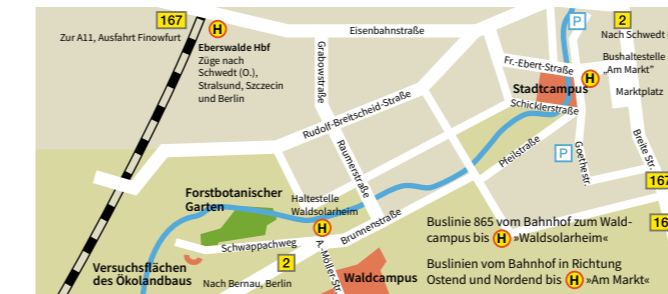 167
H
Zur A11, Ausfahrt Finowfurt
Eberswalde Hbf
Züge nach
Schwedt (O.),
Stralsund, Szczecin
und Berlin
Eisenbahnstraße
Grabowstraße
Rudolf-Breitscheid-Straße
Raumerstraße
P
2
Nach Schwedt
Fr.-Ebert-Straße
Bushaltestelle
„Am Markt“
H
Stadtcampus
Marktplatz
Schicklerstraße
Pfeilstraße
P
Goethestr.
Breite Str.
167
Forstbotanischer
Garten
Haltestelle
Waldsolarheim
H
Brunnenstraße
Schwappachweg
A.-Möller-Str.
2
Versuchsflächen
des Ökolandbaus
Nach Bernau, Berlin
Waldcampus
Buslinie 865 vom Bahnhof zum Wald-
campus bis H »Waldsolarheim«
Buslinien vom Bahnhof in Richtung
Ostend und Nordend bis H »Am Markt«